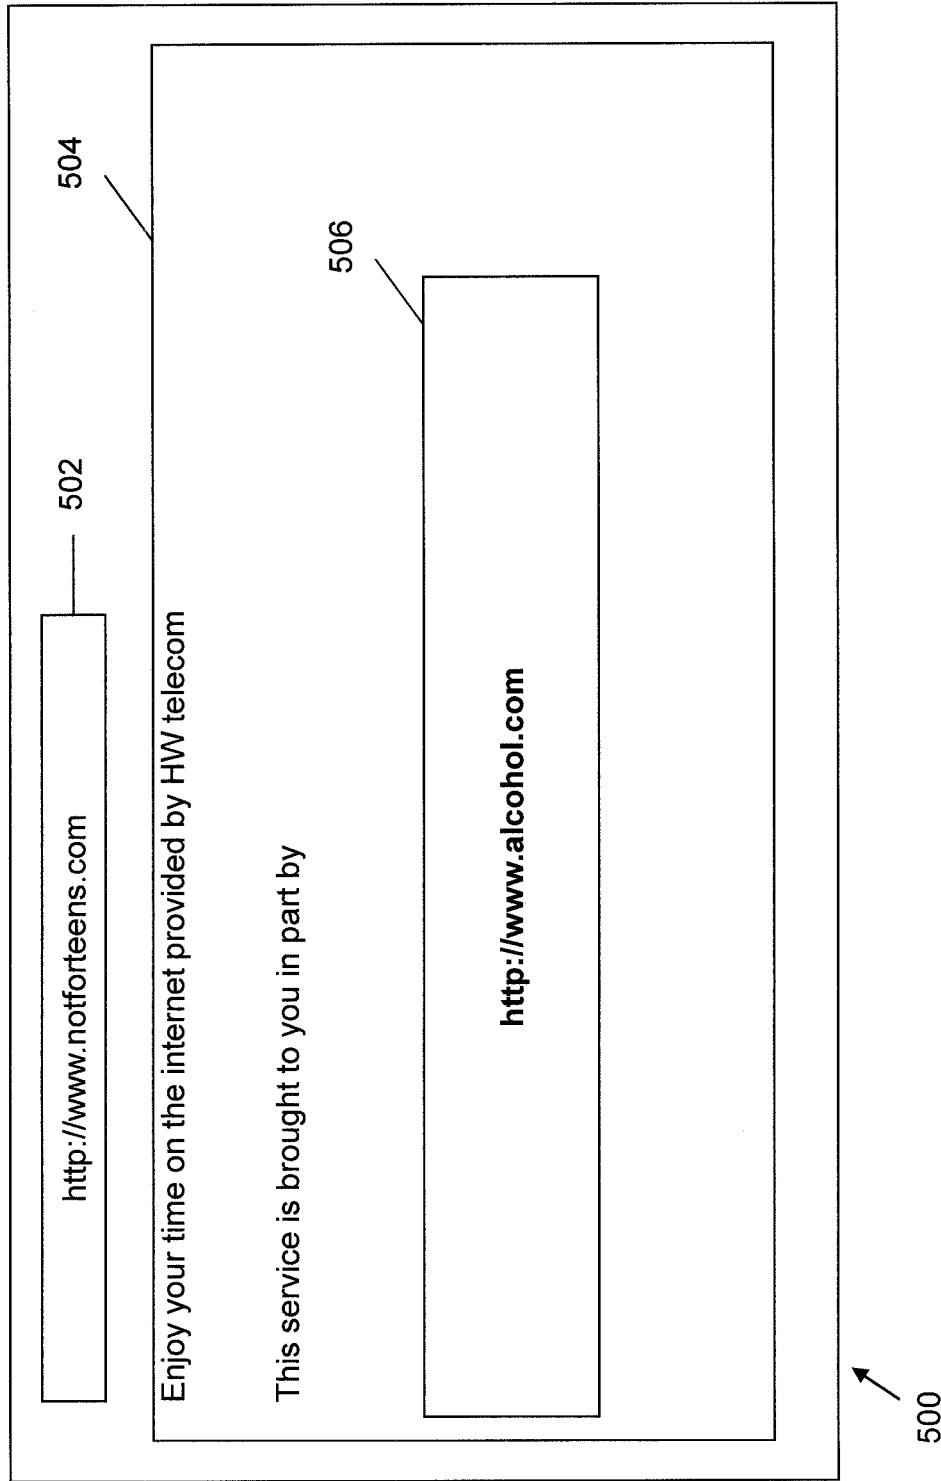 504
502
http://www.notforteens.com
Enjoy your time on the internet provided by HW telecom
506
This service is brought to you in part by
http://www.alcohol.com
500